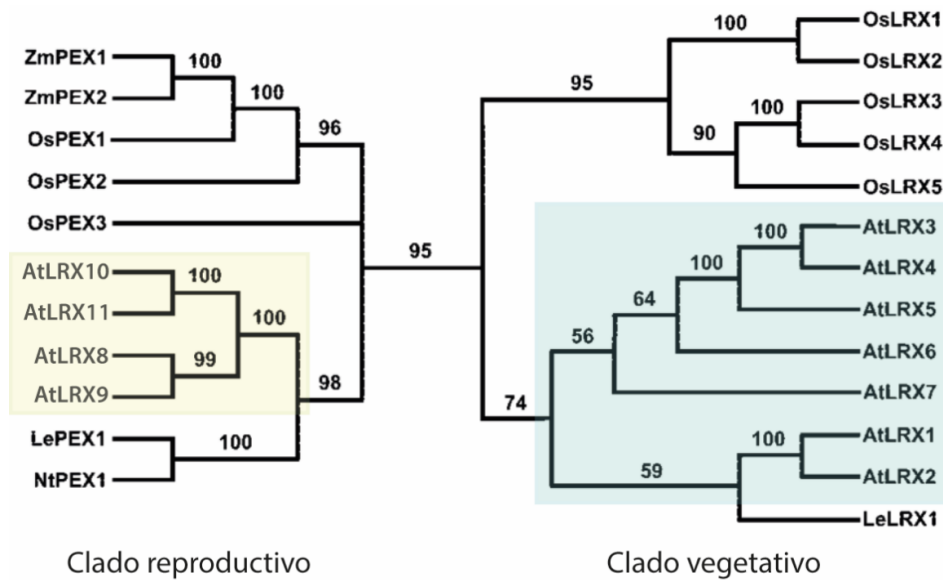 ZmPEX1
100
ZmPEX2
100
OsPEX1
96
OsPEX2
OsPEX3
95
AtLRX10
100
AtLRX11
100
AtLRX8
99
AtLRX9
98
LePEX1
100
NtPEX1
Clado reproductivo
OsLRX1
100
OsLRX2
95
OsLRX3
100
90
OsLRX4
OsLRX5
AtLRX3
100
AtLRX4
100
AtLRX5
64
AtLRX6
56
AtLRX7
74
AtLRX1
100
AtLRX2
59
LeLRX1
Clado vegetativo